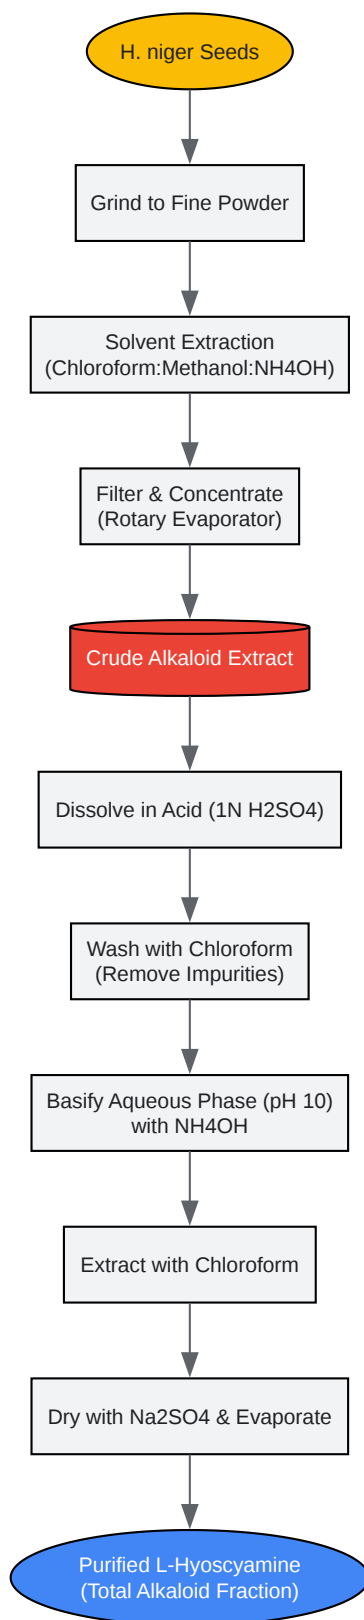 H. niger Seeds
Grind to Fine Powder
Solvent Extraction
(Chloroform:Methanol:NH4OH)
Filter & Concentrate
(Rotary Evaporator)
Crude Alkaloid Extract
Dissolve in Acid (1N H2SO4)
Wash with Chloroform
(Remove Impurities)
Basify Aqueous Phase (pH 10)
with NH4OH
Extract with Chloroform
Dry with Na2SO4 & Evaporate
Purified L-Hyoscyamine
(Total Alkaloid Fraction)